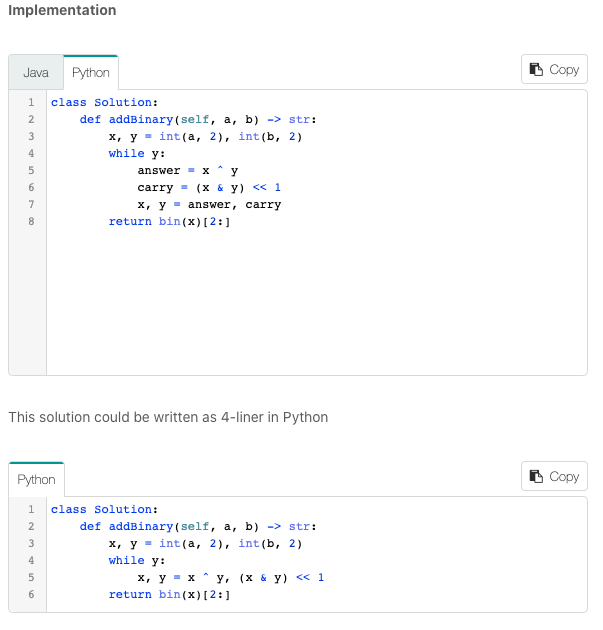 Implementation
Java Python Copy
1 class Solution:
2     def addBinary(self, a, b) -> str:
3         x, y = int(a, 2), int(b, 2)
4         while y:
5             answer = x ^ y
6             carry = (x & y) << 1
7             x, y = answer, carry
8         return bin(x)[2:]
This solution could be written as 4-liner in Python
Python Copy
1 class Solution:
2     def addBinary(self, a, b) -> str:
3         x, y = int(a, 2), int(b, 2)
4         while y:
5             x, y = x ^ y, (x & y) << 1
6         return bin(x)[2:]